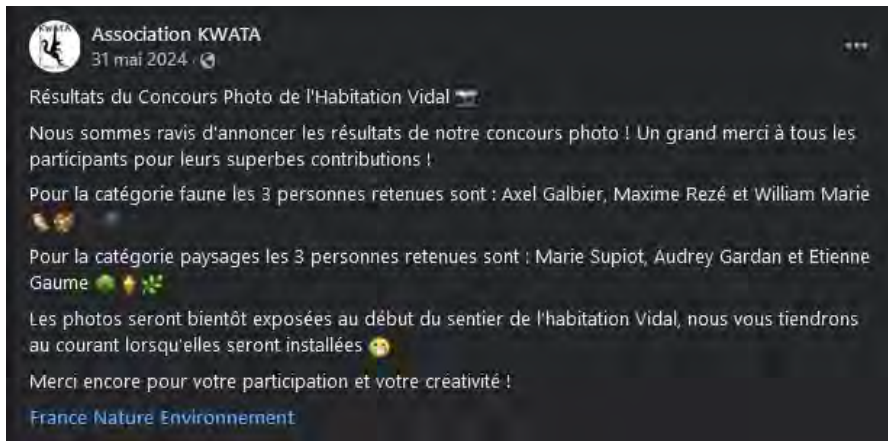 KWATA
Association KWATA
31 mai 2024
Résultats du Concours Photo de l'Habitation Vidal
Nous sommes ravis d'annoncer les résultats de notre concours photo ! Un grand merci à tous les
participants pour leurs superbes contributions !
Pour la catégorie faune les 3 personnes retenues sont : Axel Galbier, Maxime Rezé et William Marie
Pour la catégorie paysages les 3 personnes retenues sont : Marie Supiot, Audrey Gardan et Etienne
Gaume
Les photos seront bientôt exposées au début du sentier de l'habitation Vidal, nous vous tiendrons
au courant lorsqu'elles seront installées
Merci encore pour votre participation et votre créativité !
France Nature Environnement